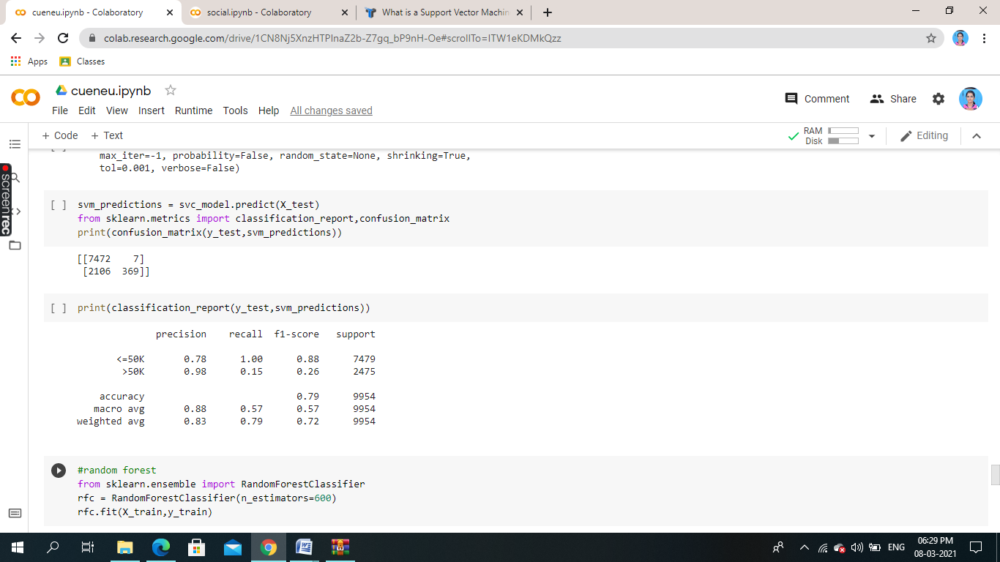 cueneu.ipynb - Colaboratory
social.ipynb - Colaboratory
What is a Support Vector Machin
colab.research.google.com/drive/1CN8Nj5XnzHTPlnaZ2b-Z7gq_bP9nH-Oe#scrollTo=ITW1eKDMkQzz
Apps
Classes
cueneu.ipynb
Comment
Share
File Edit View Insert Runtime Tools Help All changes saved
+ Code + Text
RAM
Disk
Editing
max_iter=-1, probability=False, random_state=None, shrinking=True,
tol=0.001, verbose=False)
screenrec
[ ] svm_predictions = svc_model.predict(X_test)
from sklearn.metrics import classification_report,confusion_matrix
print(confusion_matrix(y_test,svm_predictions))
[[7472 7]
[2106 369]]
[ ] print(classification_report(y_test,svm_predictions))
precision recall f1-score support
<=50K 0.78 1.00 0.88 7479
>50K 0.98 0.15 0.26 2475
accuracy 0.79 9954
macro avg 0.88 0.57 0.57 9954
weighted avg 0.83 0.79 0.72 9954
#random forest
from sklearn.ensemble import RandomForestClassifier
rfc = RandomForestClassifier(n_estimators=600)
rfc.fit(X_train,y_train)
ENG
06:29 PM
08-03-2021